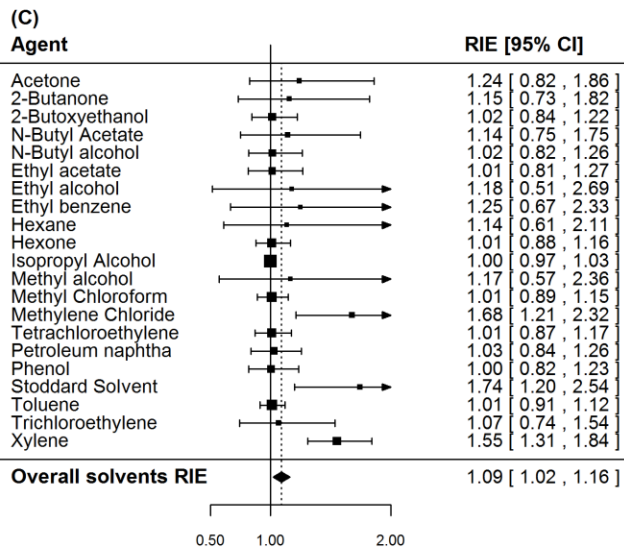 (C)
Agent RIE [95% CI]
Acetone 1.24 [ 0.82 , 1.86 ]
2-Butanone 1.15 [ 0.73 , 1.82 ]
2-Butoxyethanol 1.02 [ 0.84 , 1.22 ]
N-Butyl Acetate 1.14 [ 0.75 , 1.75 ]
N-Butyl alcohol 1.02 [ 0.82 , 1.26 ]
Ethyl acetate 1.01 [ 0.81 , 1.27 ]
Ethyl alcohol 1.18 [ 0.51 , 2.69 ]
Ethyl benzene 1.25 [ 0.67 , 2.33 ]
Hexane 1.14 [ 0.61 , 2.11 ]
Hexone 1.01 [ 0.88 , 1.16 ]
Isopropyl Alcohol 1.00 [ 0.97 , 1.03 ]
Methyl alcohol 1.17 [ 0.57 , 2.36 ]
Methyl Chloroform 1.01 [ 0.89 , 1.15 ]
Methylene Chloride 1.68 [ 1.21 , 2.32 ]
Tetrachloroethylene 1.01 [ 0.87 , 1.17 ]
Petroleum naphtha 1.03 [ 0.84 , 1.26 ]
Phenol 1.00 [ 0.82 , 1.23 ]
Stoddard Solvent 1.74 [ 1.20 , 2.54 ]
Toluene 1.01 [ 0.91 , 1.12 ]
Trichloroethylene 1.07 [ 0.74 , 1.54 ]
Xylene 1.55 [ 1.31 , 1.84 ]
Overall solvents RIE 1.09 [ 1.02 , 1.16 ]
0.50 1.00 2.00